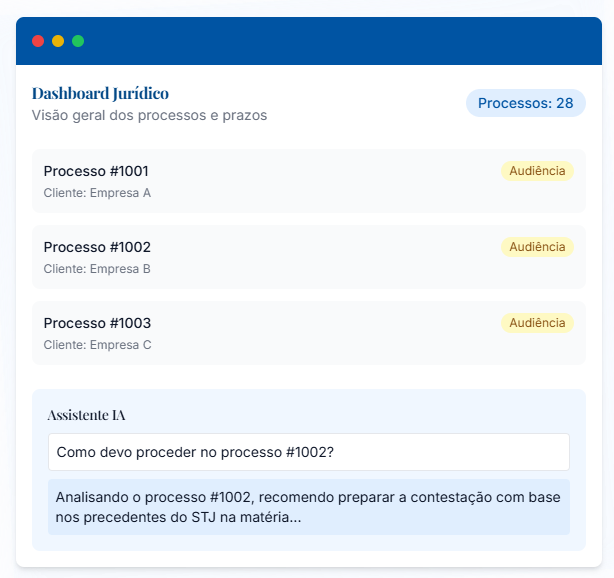 Dashboard Jurídico
Visão geral dos processos e prazos
Processos: 28
Processo #1001
Audiência
Cliente: Empresa A
Processo #1002
Audiência
Cliente: Empresa B
Processo #1003
Audiência
Cliente: Empresa C
Assistente IA
Como devo proceder no processo #1002?
Analisando o processo #1002, recomendo preparar a contestação com base
nos precedentes do STJ na matéria...